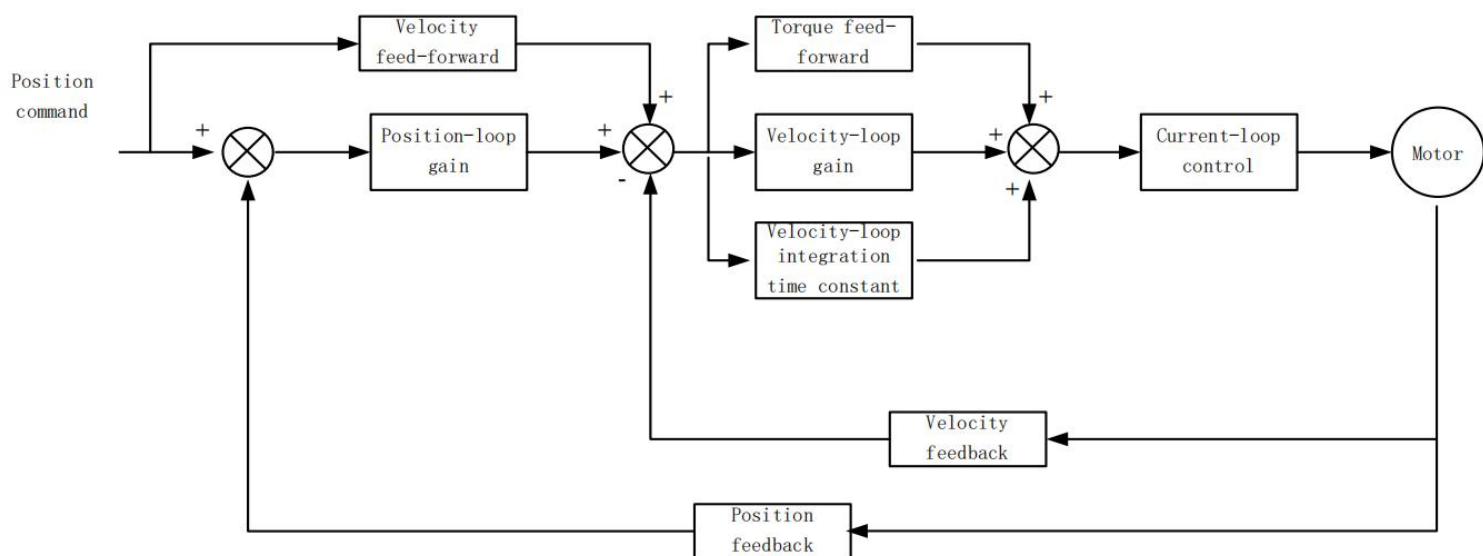 Velocity
feed-forward
Torque feed-
forward
Position
command
+
+
+
+
Position-loop
gain
+
-
Velocity-loop
gain
+
Current-loop
control
Motor
+
Velocity-loop
integration
time constant
Velocity
feedback
Position
feedback